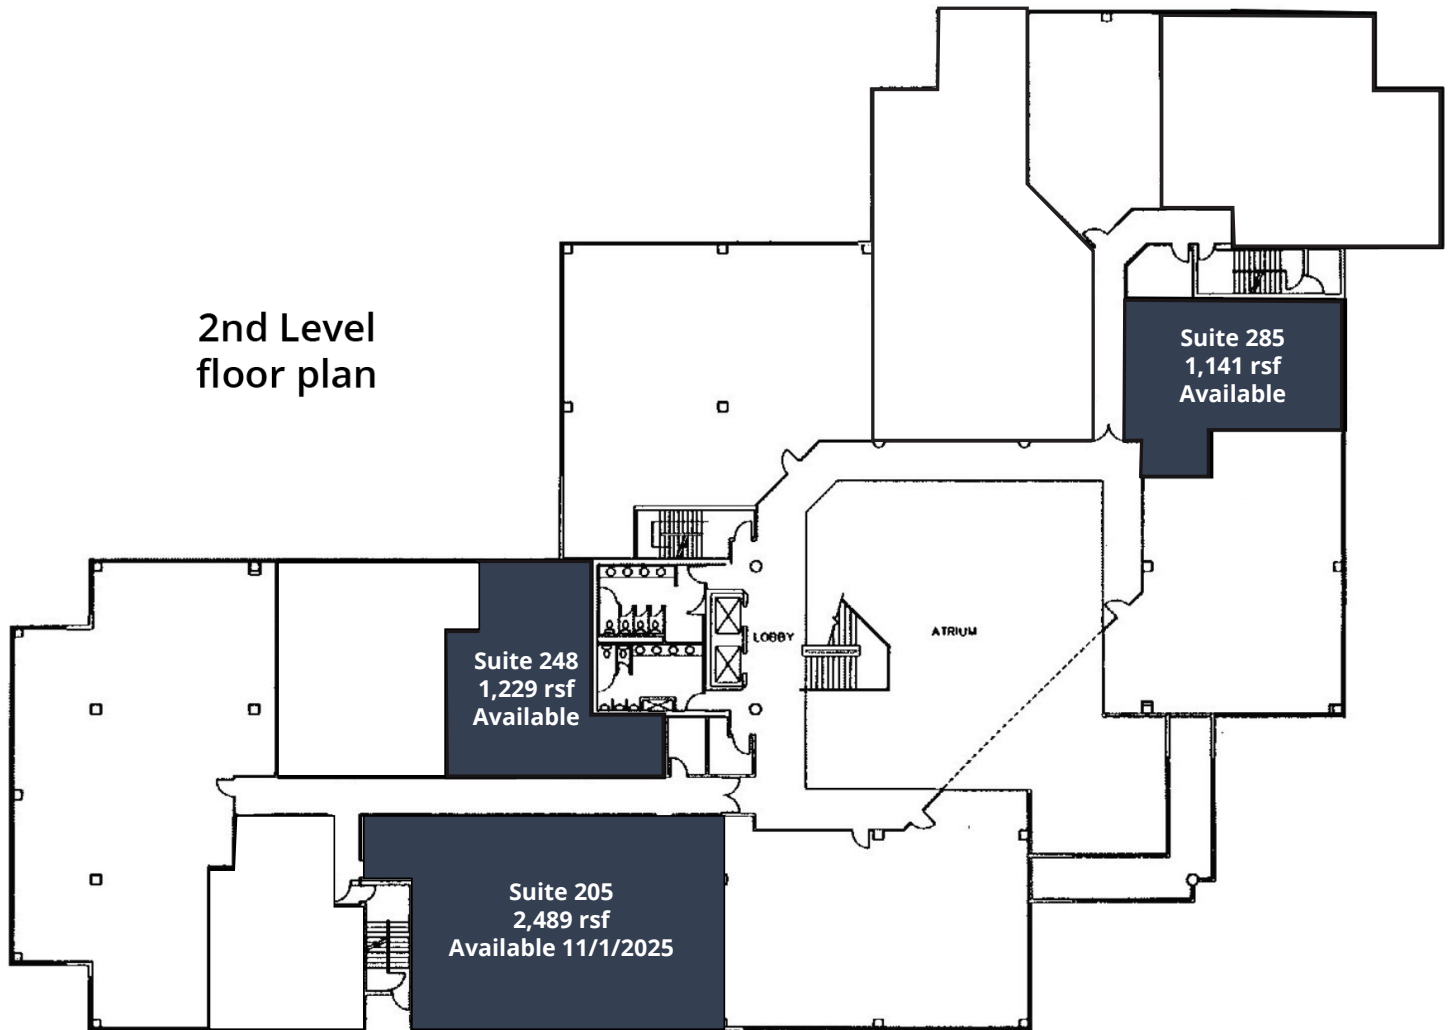 2nd Level
floor plan
Suite 285
1,141 rsf
Available
LOBBY
ATRIUM
Suite 248
1,229 rsf
Available
Suite 205
2,489 rsf
Available 11/1/2025